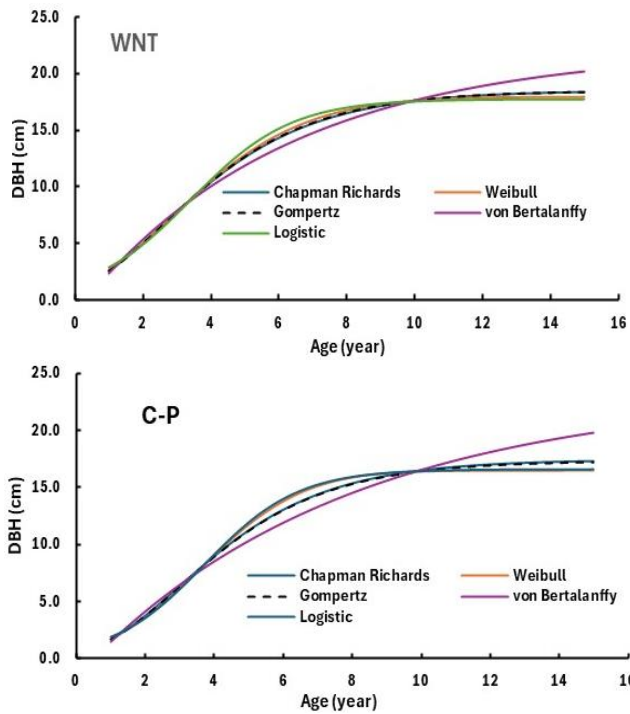 25.0
WNT
20.0
15.0
DBH (cm)
10.0
Chapman Richards
Weibull
Gompertz
von Bertalanffy
5.0
Logistic
0.0
0 2 4 6 8 10 12 14 16
Age (year)
25.0
C-P
20.0
15.0
DBH (cm)
10.0
Chapman Richards
Weibull
5.0
Gompertz
von Bertalanffy
Logistic
0.0
0 2 4 6 8 10 12 14 16
Age (year)